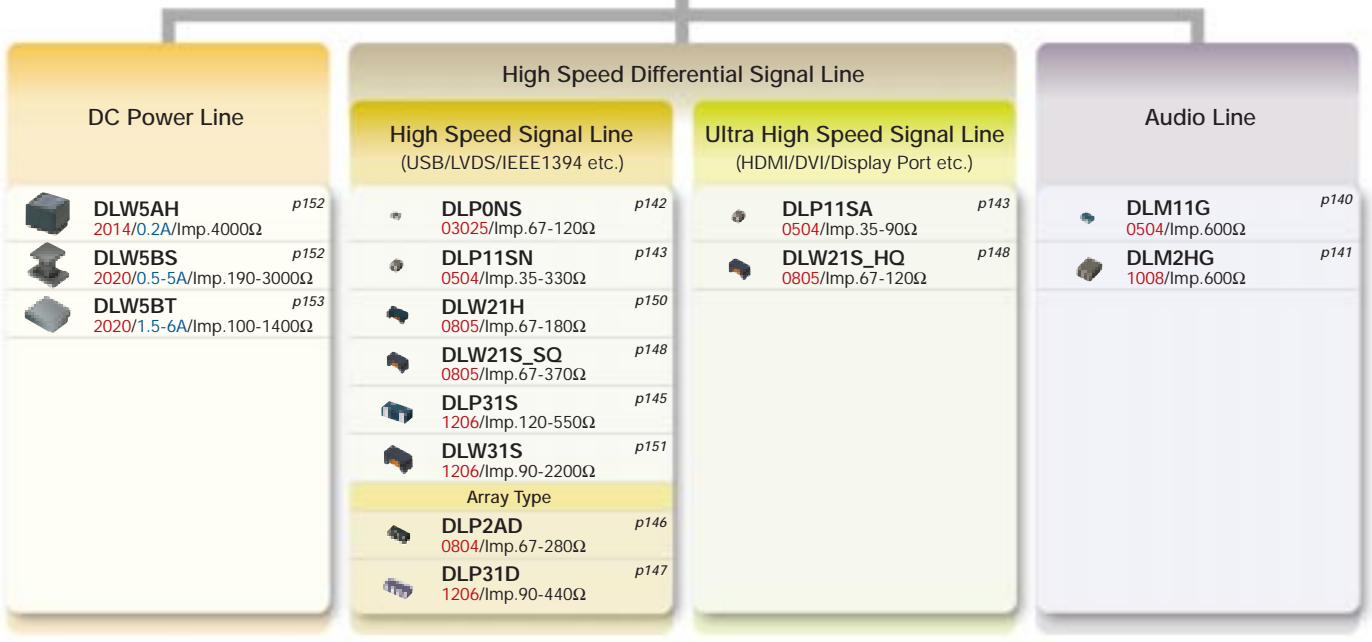 DC Power Line
DLW5AH p152
2014/0.2A/Imp.4000Ω
DLW5BS p152
2020/0.5-5A/Imp.190-3000Ω
DLW5BT p153
2020/1.5-6A/Imp.100-1400Ω
High Speed Differential Signal Line
High Speed Signal Line
(USB/LVDS/IEEE1394 etc.)
DLP0NS p142
03025/Imp.67-120Ω
DLP11SN p143
0504/Imp.35-330Ω
DLW21H p150
0805/Imp.67-180Ω
DLW21S_SQ p148
0805/Imp.67-370Ω
DLP31S p145
1206/Imp.120-550Ω
DLW31S p151
1206/Imp.90-2200Ω
Array Type
DLP2AD p146
0804/Imp.67-280Ω
DLP31D p147
1206/Imp.90-440Ω
Ultra High Speed Signal Line
(HDMI/DVI/Display Port etc.)
DLP11SA p143
0504/Imp.35-90Ω
DLW21S_HQ p148
0805/Imp.67-120Ω
Audio Line
DLM11G p140
0504/Imp.600Ω
DLM2HG p141
1008/Imp.600Ω